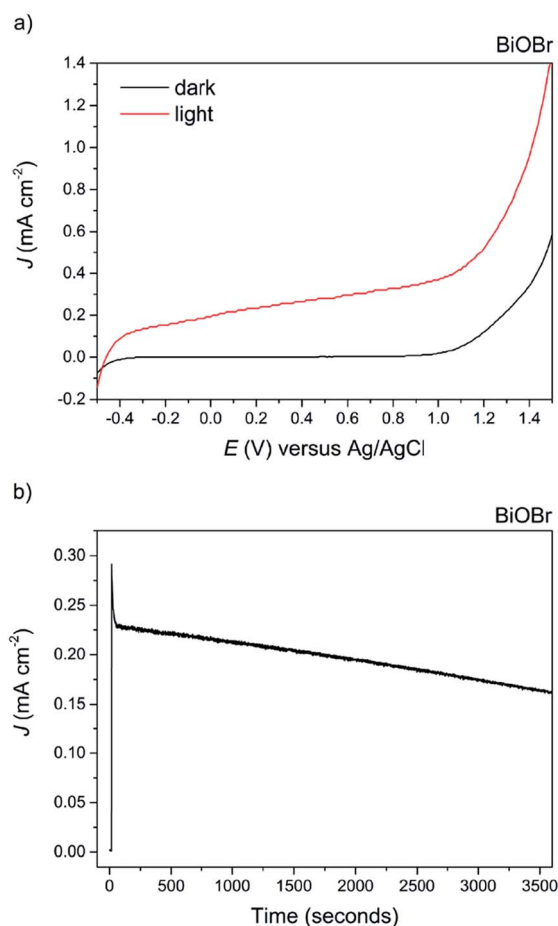 a)
BiOBr
dark
light
1.4
1.2
1.0
0.8
0.6
0.4
0.2
0.0
-0.2
J (mA cm-2)
-0.4 -0.2 0.0 0.2 0.4 0.6 0.8 1.0 1.2 1.4
E (V) versus Ag/AgCl
b)
BiOBr
0.30
0.25
0.20
0.15
0.10
0.05
0.00
J (mA cm-2)
0 500 1000 1500 2000 2500 3000 3500
Time (seconds)